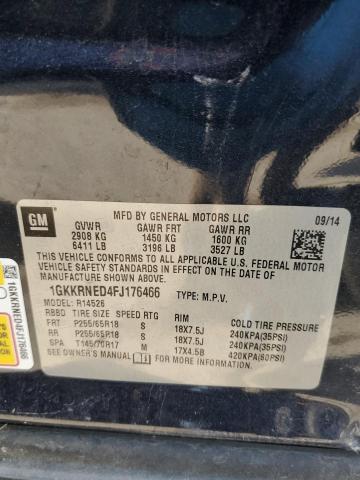 GM
MFD BY GENERAL MOTORS LLC
09/14
GVWR GAWR FRT GAWR RR
2908 KG 1450 KG 1600 KG
6411 LB 3196 LB 3527 LB
THIS VEHICLE CONFORMS TO ALL APPLICABLE U.S. FEDERAL MOTOR
VEHICLE SAFETY AND THEFT PREVENTION STANDARDS IN EFFECT ON
THE DATE OF MANUFACTURE SHOWN ABOVE.
1GKKRNED4FJ176466 TYPE: M.P.V.
MODEL: R14526
RBBD TIRE SIZE SPEED RTG RIM COLD TIRE PRESSURE
FRT P255/65R18 S 18X7.5J 240KPA(35PSI)
RR P255/65R18 S 18X7.5J 240KPA(35PSI)
SPA T145/70R17 M 17X4.5B 420KPA(60PSI)
SEE OWNER'S MANUAL FOR MORE INFORMATION.
1GKKRNED4FJ176466